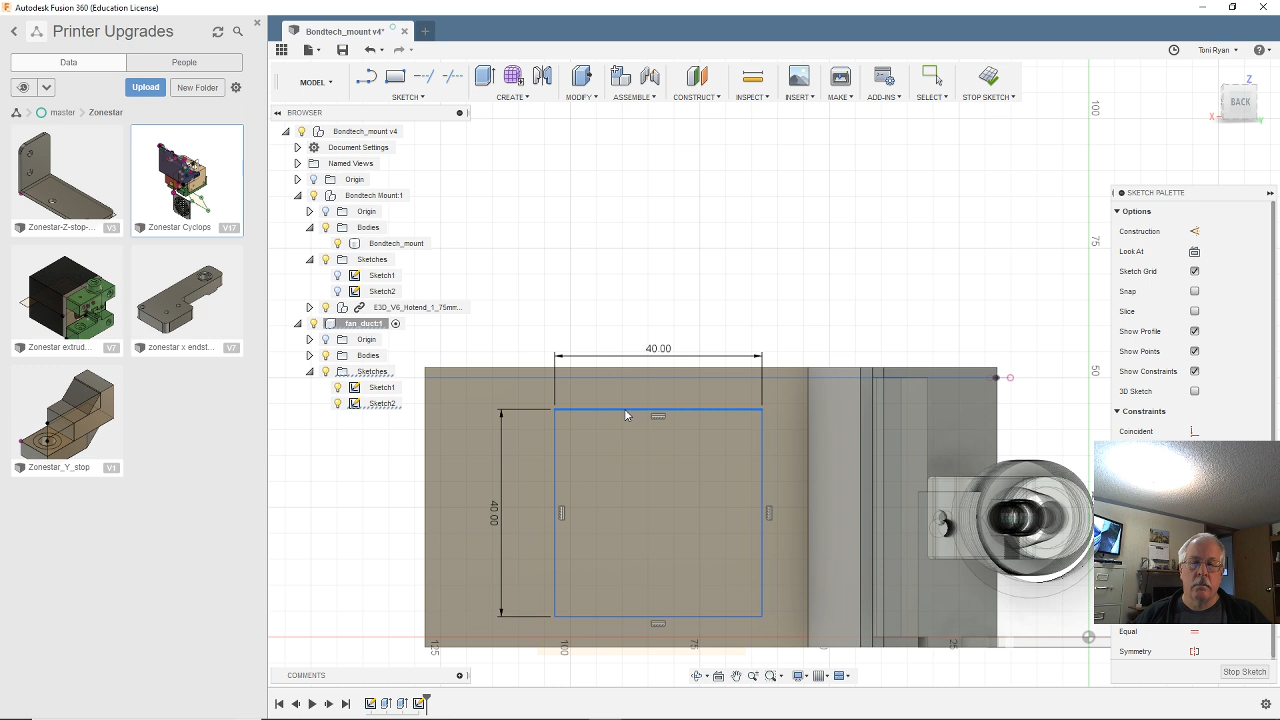 Autodesk Fusion 360 (Education License)
Printer Upgrades
Data
People
Upload
New Folder
master
Zonestar
Zonestar-Z-stop-...
V3
Zonestar Cyclops
V17
Zonestar extrud...
V7
zonestar x endst...
V7
Zonestar_Y_stop
V1
Bondtech_mount v4*
Toni Ryan
MODEL
SKETCH
CREATE
MODIFY
ASSEMBLE
CONSTRUCT
INSPECT
INSERT
MAKE
ADD-INS
SELECT
STOP SKETCH
BROWSER
Bondtech_mount v4
Document Settings
Named Views
Origin
Bondtech Mount:1
Origin
Bodies
Bondtech_mount
Sketches
Sketch1
Sketch2
E3D_V6_Hotend_1_75mm...
fan_duct:1
Origin
Bodies
Sketches
Sketch1
Sketch2
40.00
40.00
100
75
50
125
100
75
25
Z
BACK
X
Y
SKETCH PALETTE
Options
Construction
Look At
Sketch Grid
Snap
Slice
Show Profile
Show Points
Show Constraints
3D Sketch
Constraints
Coincident
Equal
Symmetry
Stop Sketch
COMMENTS